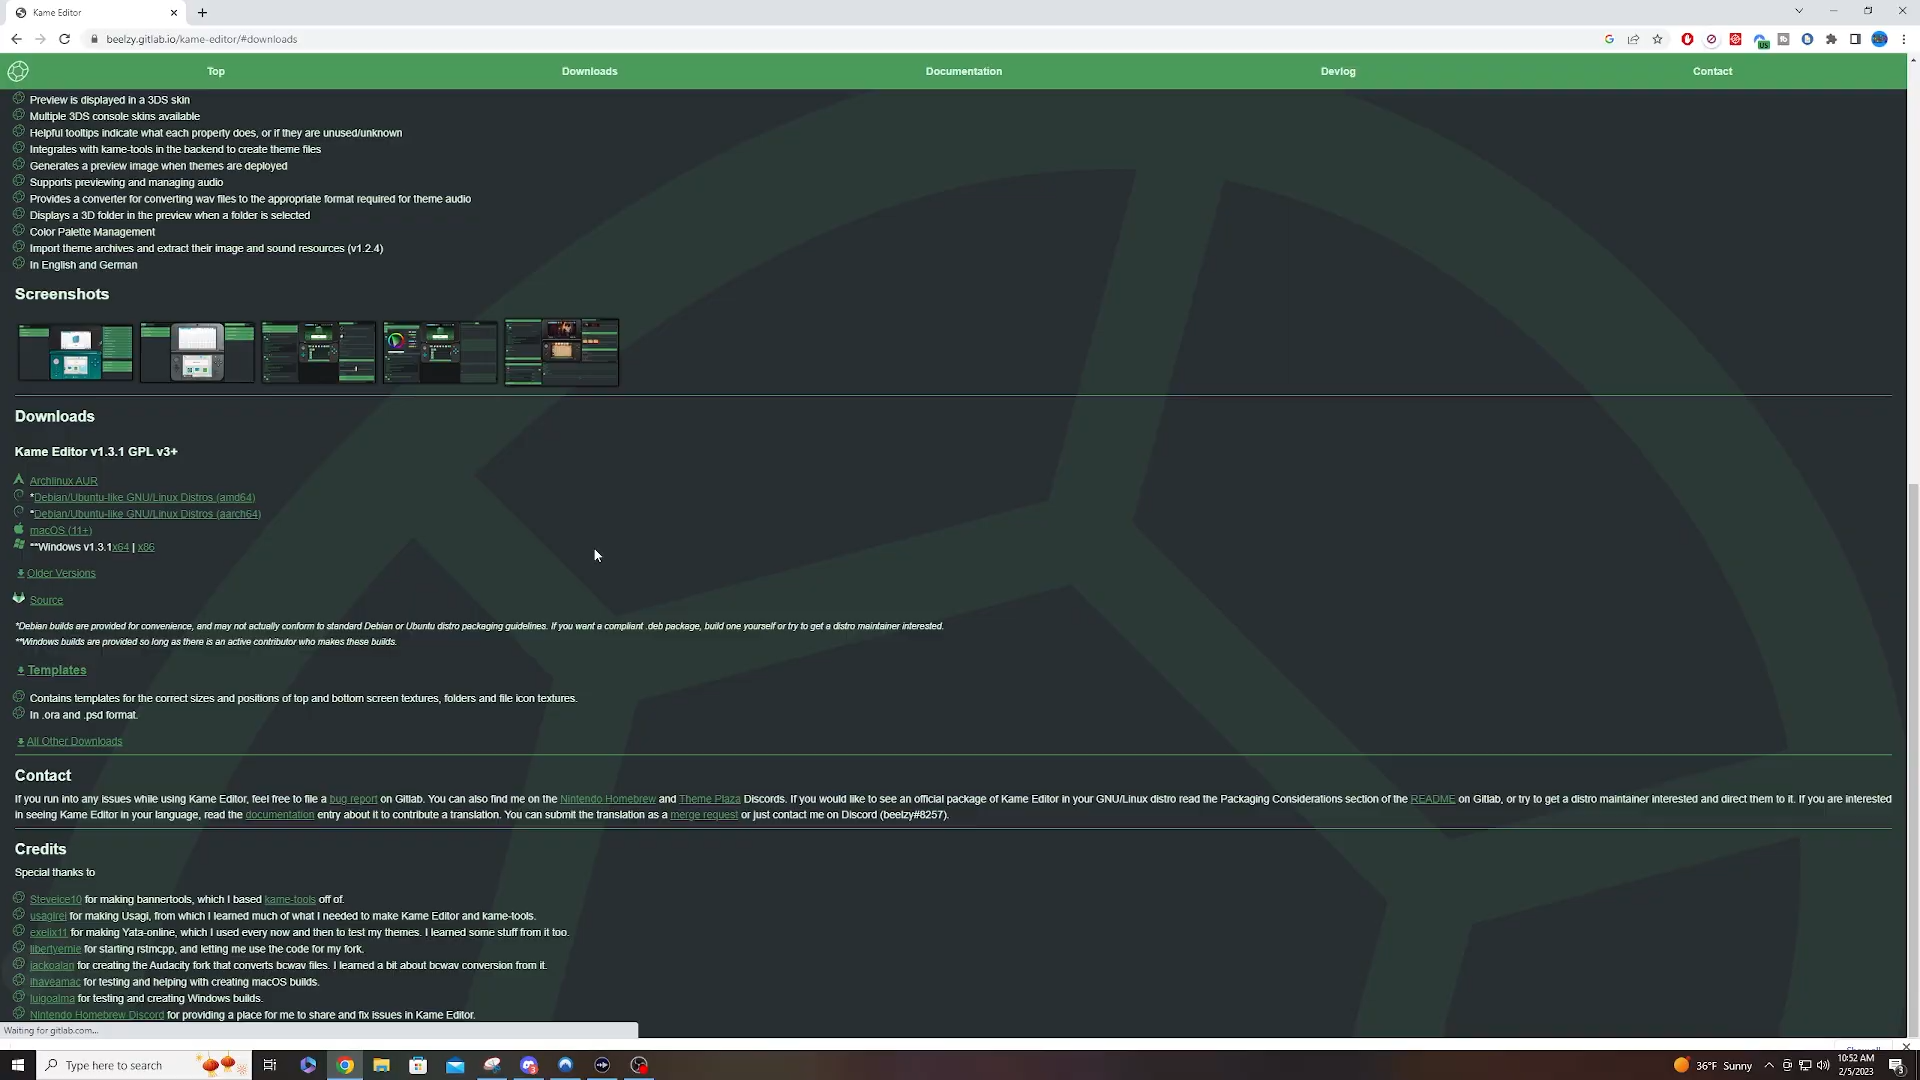 Kame Editor
beelzy.gitlab.io/kame-editor/#downloads
Top
Downloads
Documentation
Devlog
Contact
Preview is displayed in a 3DS skin
Multiple 3DS console skins available
Helpful tooltips indicate what each property does, or if they are unused/unknown
Integrates with kame-tools in the backend to create theme files
Generates a preview image when themes are deployed
Supports previewing and managing audio
Provides a converter for converting wav files to the appropriate format required for theme audio
Displays a 3D folder in the preview when a folder is selected
Color Palette Management
Import theme archives and extract their image and sound resources (v1.2.4)
In English and German
Screenshots
Downloads
Kame Editor v1.3.1 GPL v3+
Archlinux AUR
*Debian/Ubuntu-like GNU/Linux Distros (amd64)
*Debian/Ubuntu-like GNU/Linux Distros (aarch64)
macOS (11+)
**Windows v1.3.1x64 | x86
Older Versions
Source
*Debian builds are provided for convenience, and may not actually conform to standard Debian or Ubuntu distro packaging guidelines. If you want a compliant .deb package, build one yourself or try to get a distro maintainer interested.
**Windows builds are provided so long as there is an active contributor who makes these builds.
Templates
Contains templates for the correct sizes and positions of top and bottom screen textures, folders and file icon textures.
In .ora and .psd format.
All Other Downloads
Contact
If you run into any issues while using Kame Editor, feel free to file a bug report on Gitlab. You can also find me on the Nintendo Homebrew and Theme Plaza Discords. If you would like to see an official package of Kame Editor in your GNU/Linux distro read the Packaging Considerations section of the README on Gitlab, or try to get a distro maintainer interested and direct them to it. If you are interested
in seeing Kame Editor in your language, read the documentation entry about it to contribute a translation. You can submit the translation as a merge request or just contact me on Discord (beelzy#8257).
Credits
Special thanks to
Steveice10 for making bannertools, which I based kame-tools off of.
usagirei for making Usagi, from which I learned much of what I needed to make Kame Editor and kame-tools.
exelix11 for making Yata-online, which I used every now and then to test my themes. I learned some stuff from it too.
libertyernie for starting rstmcpp, and letting me use the code for my fork.
jackoalan for creating the Audacity fork that converts bcwav files. I learned a bit about bcwav conversion from it.
ihaveamac for testing and helping with creating macOS builds.
luigoalma for testing and creating Windows builds.
Nintendo Homebrew Discord for providing a place for me to share and fix issues in Kame Editor.
Waiting for gitlab.com...
Show all
Type here to search
36°F Sunny
10:52 AM
2/5/2023